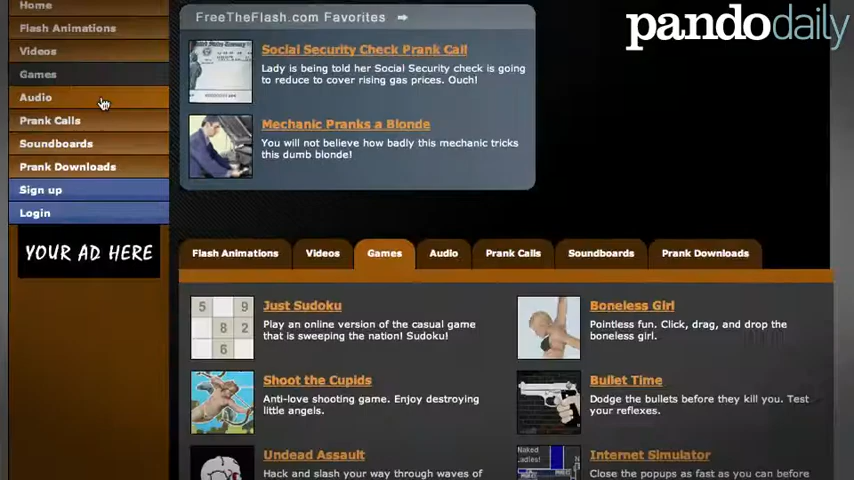 Home
Flash Animations
Videos
Games
Audio
Prank Calls
Soundboards
Prank Downloads
Sign up
Login
YOUR AD HERE
FreeTheFlash.com Favorites
Social Security Check Prank Call
Lady is being told her Social Security check is going
to reduce to cover rising gas prices. Ouch!
Mechanic Pranks a Blonde
You will not believe how badly this mechanic tricks
this dumb blonde!
pandodaily
Flash Animations Videos Games Audio Prank Calls Soundboards Prank Downloads
5 9
8 2
6
Just Sudoku
Play an online version of the casual game
that is sweeping the nation! Sudoku!
Boneless Girl
Pointless fun. Click, drag, and drop the
boneless girl.
Shoot the Cupids
Anti-love shooting game. Enjoy destroying
little angels.
Bullet Time
Dodge the bullets before they kill you. Test
your reflexes.
Undead Assault
Hack and slash your way through waves of
Naked
Ladies!
Internet Simulator
Close the popups as fast as you can before